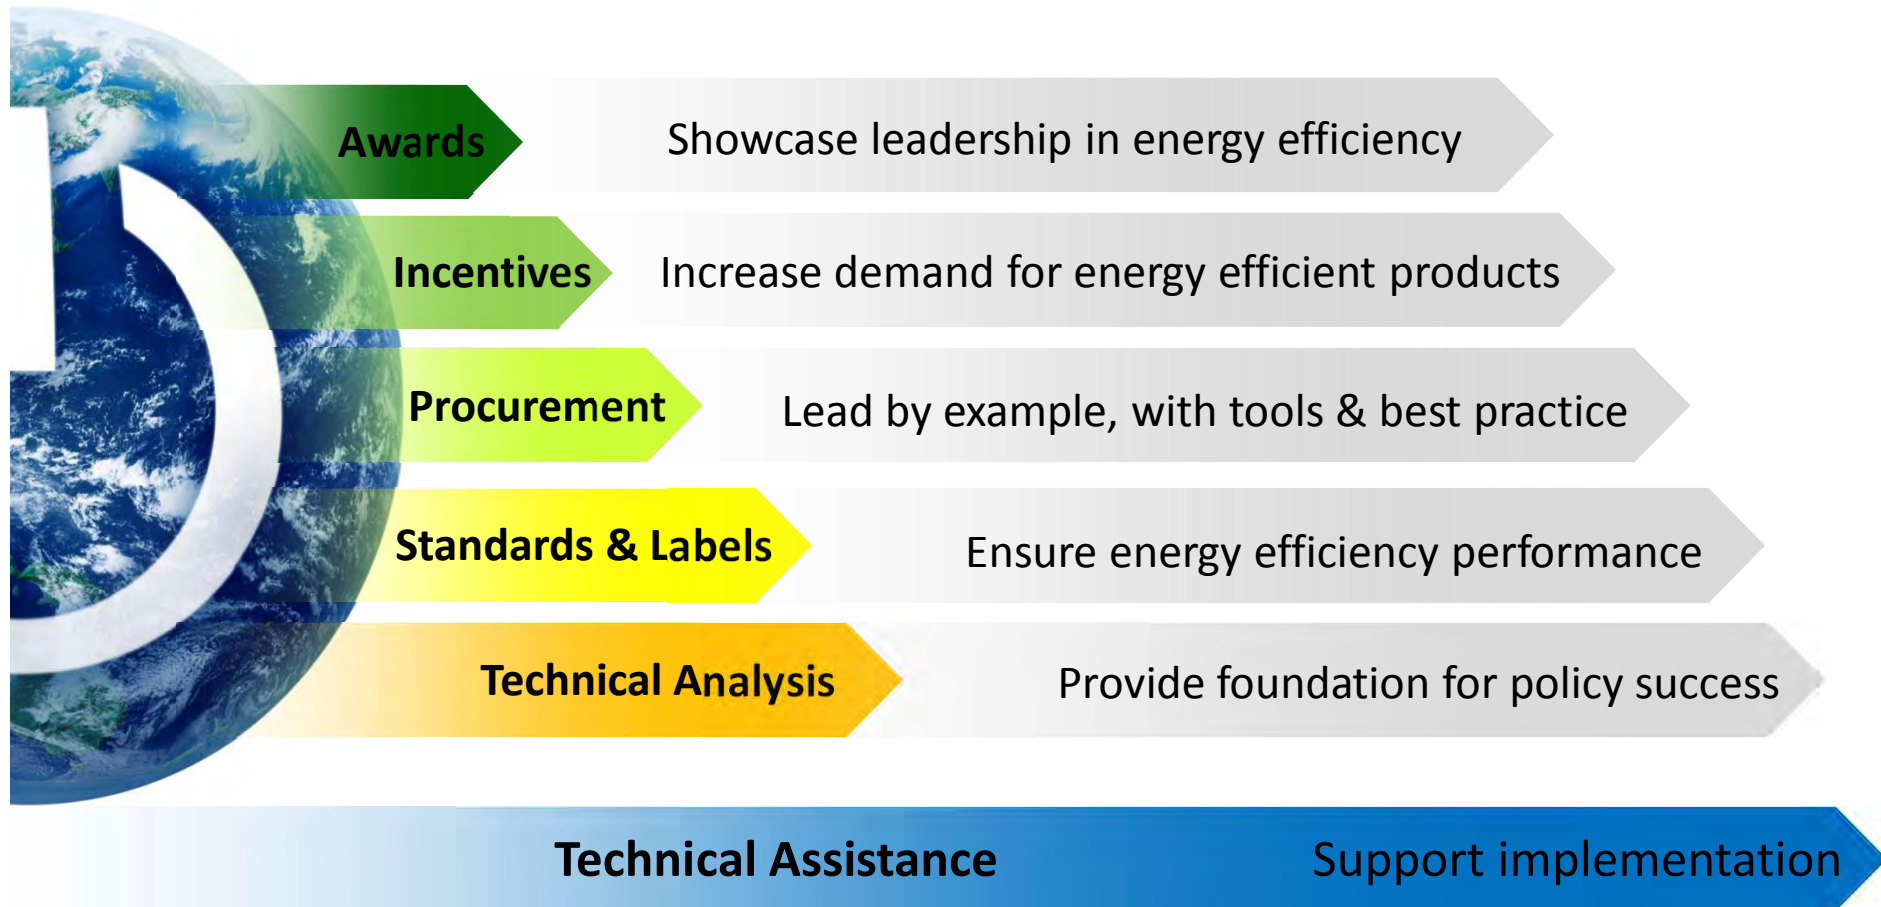 Awards
Showcase leadership in energy efficiency
Incentives
Increase demand for energy efficient products
Procurement
Lead by example, with tools & best practice
Standards & Labels
Ensure energy efficiency performance
Technical Analysis
Provide foundation for policy success
Technical Assistance
Support implementation